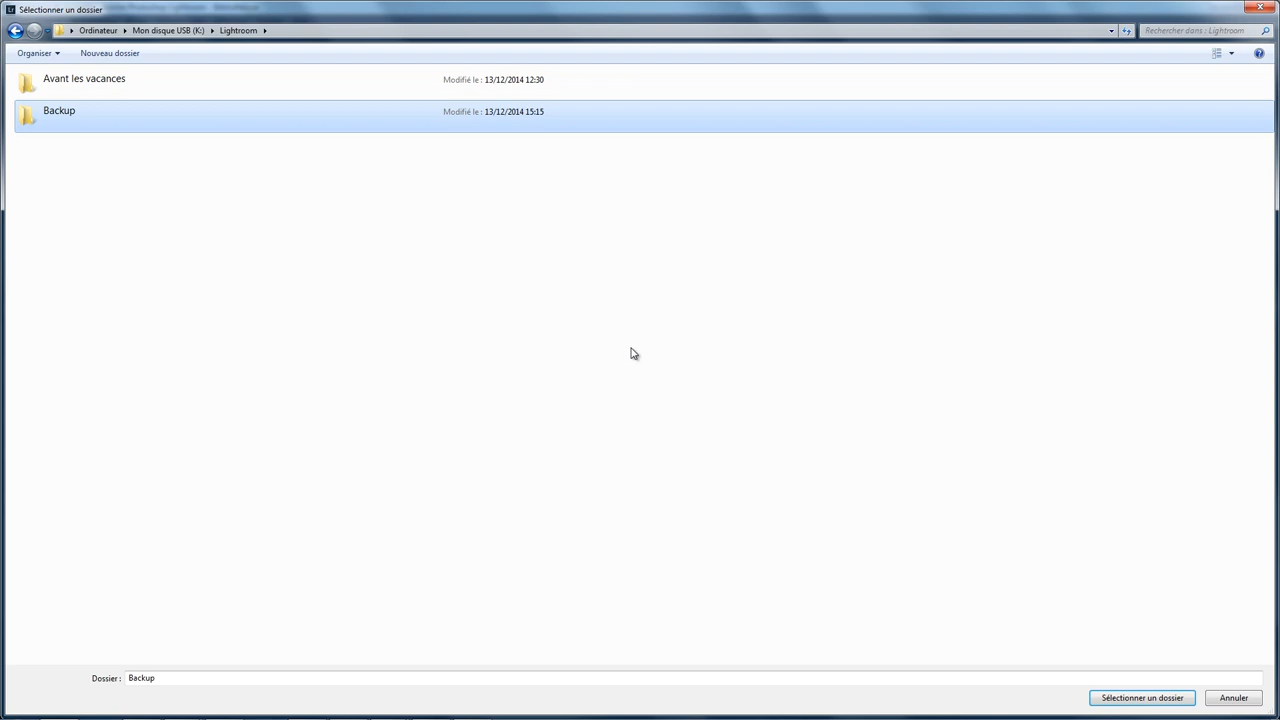 Lr Sélectionner un dossier
Ordinateur Mon disque USB (K:) Lightroom Rechercher dans : Lightroom
Organiser Nouveau dossier
Avant les vacances Modifié le : 13/12/2014 12:30
Backup Modifié le : 13/12/2014 15:15
Dossier : Backup
Sélectionner un dossier Annuler